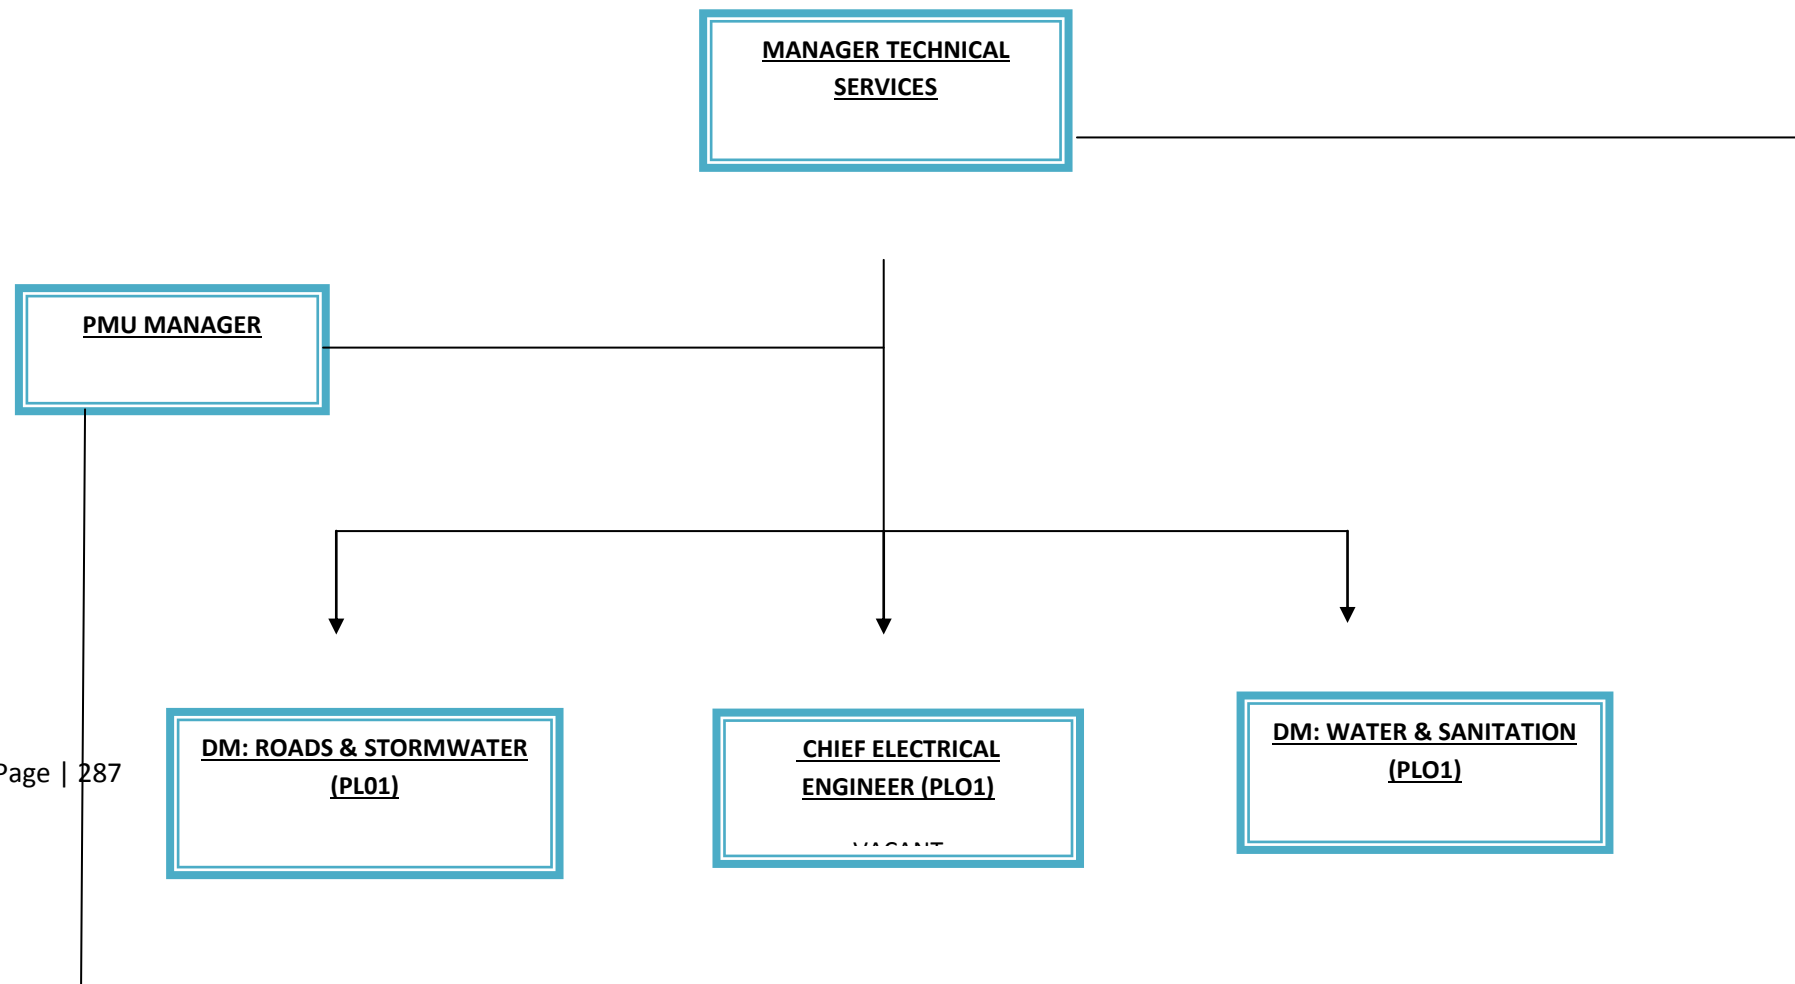 MANAGER TECHNICAL
SERVICES
PMU MANAGER
DM: ROADS & STORMWATER
(PL01)
CHIEF ELECTRICAL
ENGINEER (PLO1)
VACANT
DM: WATER & SANITATION
(PLO1)
Page | 287